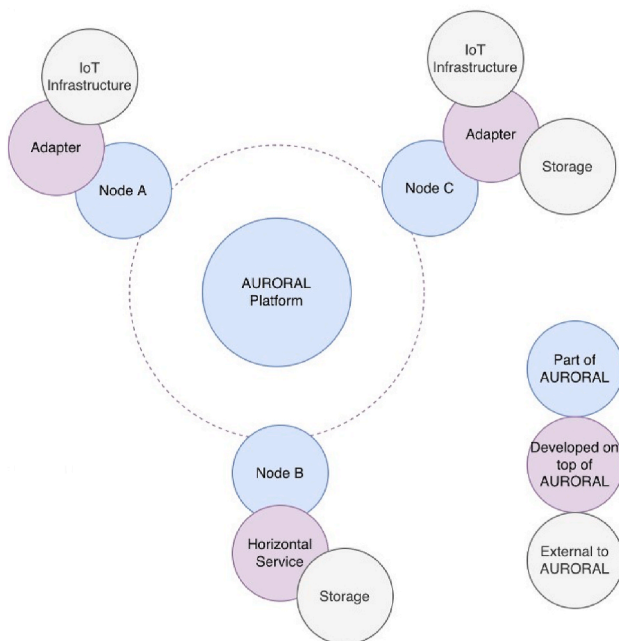 IoT
Infrastructure
Adapter
Node A
IoT
Infrastructure
Adapter
Storage
Node C
AURORAL
Platform
Node B
Horizontal
Service
Storage
Part of
AURORAL
Developed on
top of
AURORAL
External to
AURORAL